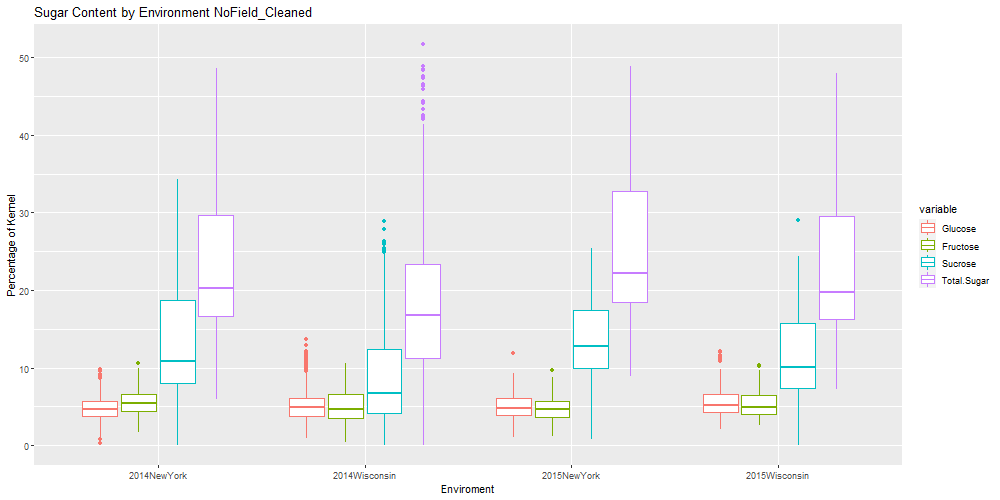 Sugar Content by Environment NoField_Cleaned
Percentage of Kernel
50
40
30
20
10
0
2014NewYork 2014Wisconsin 2015NewYork 2015Wisconsin
Enviroment
variable
Glucose
Fructose
Sucrose
Total.Sugar